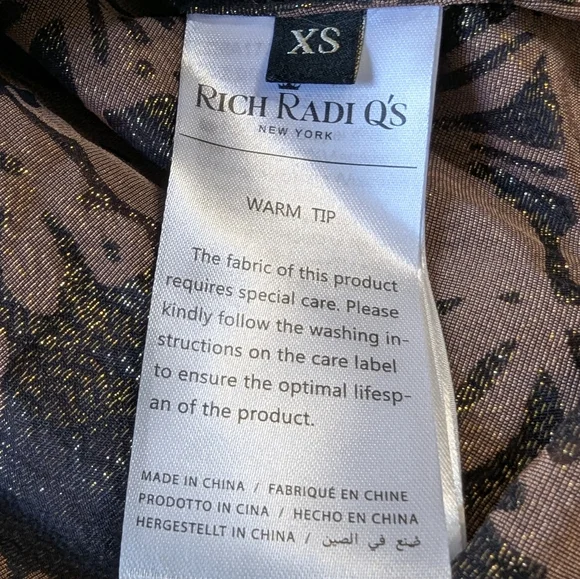 XS
RICH RADI Q'S
NEW YORK
WARM TIP
The fabric of this product
requires special care. Please
kindly follow the washing in-
structions on the care label
to ensure the optimal lifesp-
an of the product.
MADE IN CHINA / FABRIQUÉ EN CHINE
PRODOTTO IN CINA / HECHO EN CHINA
HERGESTELLT IN CHINA / صنع في الصين